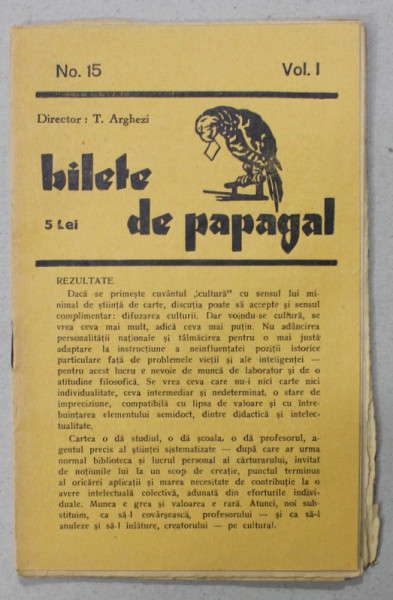 No. 15
Vol. I
Director : T. Arghezi
bilete
5 Lei
de papagal
REZULTATE
Dacă se primește cuvântul „cultură" cu sensul lui mi-
nimal de știință de carte, discuția poate să accepte și sensul
complimentar: difuzarea culturii. Dar voindu-se cultură, se
vrea ceva mai mult, adică ceva mai puțin. Nu adâncirea
personalității naționale și tălmăcirea pentru o mai justă
adaptare la instrucțiune a neinfluenței poziții istorice
particulare față de problemele vieții și ale inteligenței —
pentru acest lucru e nevoie de muncă de laborator și de o
atitudine filosofică. Se vrea ceva care nu-i nici carte nici
individualitate, ceva intermediar și nedeterminat, o stare de
impreciziune, compatibilă cu lipsa de valoare și cu între-
buințarea elementului semidoct, dintre didactică și intelec-
tualitate.
Cartea o dă studiul, o dă școala, o dă profesorul, a-
gentul precis al științei sistematizate — după care ar urma
normal biblioteca și lucrul personal al cărturarului, invitat
de noțiunile lui la un scop de creație, punctul terminus
al oricărei aplicații și marea necesitate de contribuție la o
avere intelectuală colectivă, adunată din eforturile indivi-
duale. Munca e grea și valoarea e rară. Atunci, noi sub-
stituim, ca să-l covârșească, profesorului — și ca să-l
anuleze și să-l înlăture, creatorului — pe cultural.